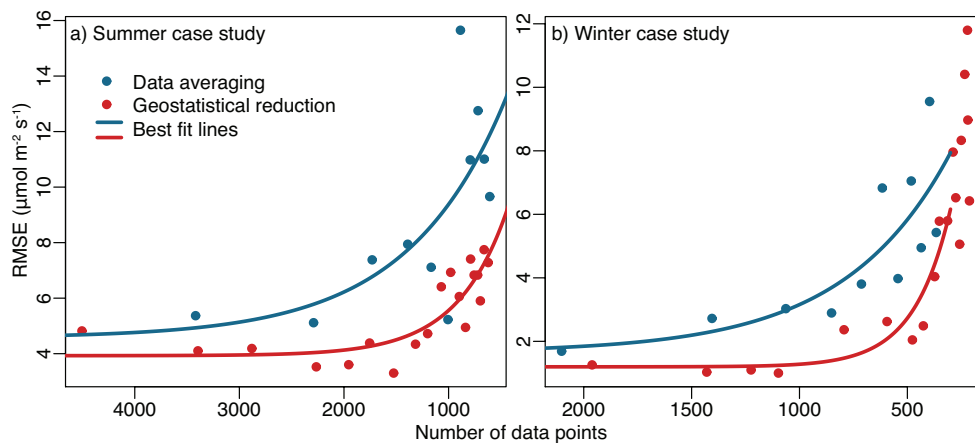 a) Summer case study
b) Winter case study
Data averaging
Geostatistical reduction
Best fit lines
RMSE (µmol m⁻² s⁻¹)
16
14
12
10
8
6
4
12
10
8
6
4
2
4000 3000 2000 1000
2000 1500 1000 500
Number of data points